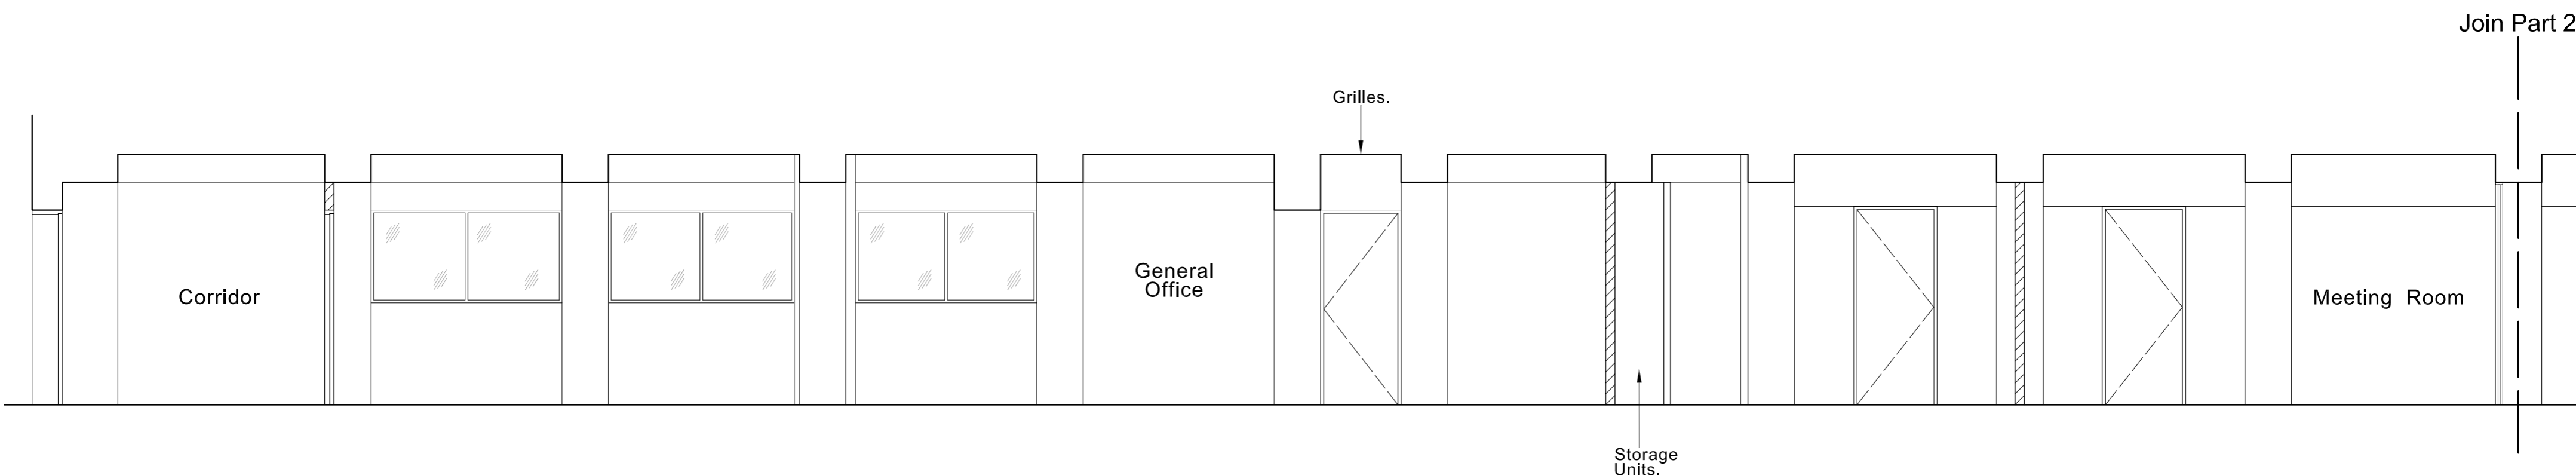 Join Part 2
Grilles.
General
Office
Corridor
Meeting Room
Storage
Units.